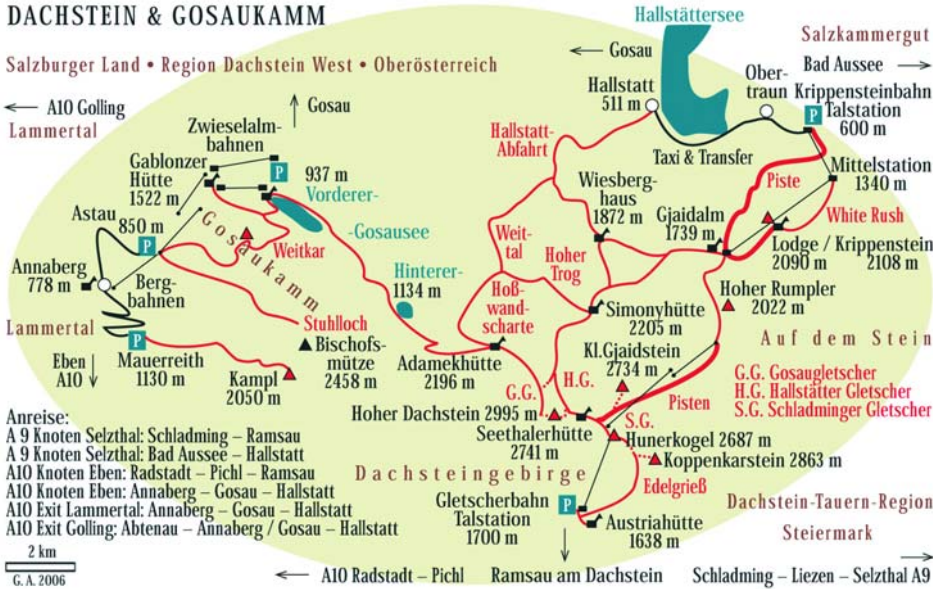 DACHSTEIN & GOSAUKAMM
Salzburger Land • Region Dachstein West • Oberösterreich
← A10 Golling
Lammertal
↑ Gosau
Hallstättersee
← Gosau
Salzkammergut
Bad Aussee →
Hallstatt
511 m
Ober-
traun
Krippensteinbahn
Talstation
600 m
P
Taxi & Transfer
Mittelstation
1340 m
Piste
White Rush
Lodge / Krippenstein
2090 m 2108 m
Gjaidalm
1739 m
Wiesberg-
haus
1872 m
Hallstatt-
Abfahrt
Zwieselalm-
bahnen
P
937 m
Gablonzer
Hütte
1522 m
Vorderer-
-Gosausee
Astau
850 m
P
Gosaukamm
Weitkar
Annaberg
778 m
Berg-
bahnen
Hinterer-
1134 m
Weit-
tal
Hoher
Trog
Hoß-
wand-
scharte
Simonyhütte
2205 m
Hoher Rumpler
2022 m
Auf dem Stein
Lammertal
Stuhlloch
Bischofs-
mütze
2458 m
Eben
A10 ↓
P
Mauerreith
1130 m
Kampl
2050 m
Adamekhütte
2196 m
Kl.Gjaidstein
2734 m
G.G. Gosaugletscher
H.G. Hallstätter Gletscher
S.G. Schladminger Gletscher
G.G.
H.G.
S.G.
Pisten
Hoher Dachstein 2995 m
Seethalerhütte
2741 m
Hunerkogel 2687 m
Koppenkarstein 2863 m
Dachsteingebirge
Edelgrieß
Gletscherbahn
Talstation
1700 m
P
Austriahütte
1638 m
Dachstein-Tauern-Region
Steiermark
Anreise:
A 9 Knoten Selzthal: Schladming – Ramsau
A 9 Knoten Selzthal: Bad Aussee – Hallstatt
A10 Knoten Eben: Radstadt – Pichl – Ramsau
A10 Knoten Eben: Annaberg – Gosau – Hallstatt
A10 Exit Lammertal: Annaberg – Gosau – Hallstatt
A10 Exit Golling: Abtenau – Annaberg / Gosau – Hallstatt
2 km
G. A. 2006
← A10 Radstadt – Pichl
↓ Ramsau am Dachstein
Schladming – Liezen – Selzthal A9 →